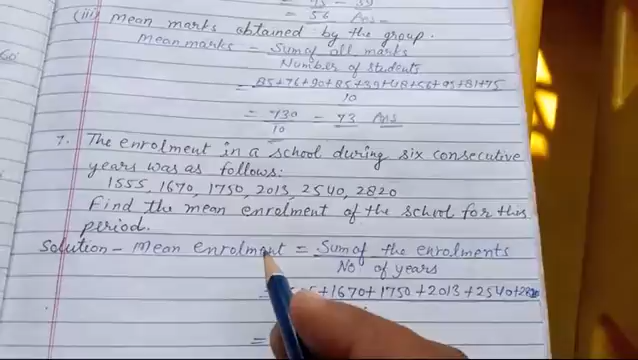 = 56 Ans
(iii) Mean marks obtained by the group.
Mean marks = Sum of all marks
Number of students
= 85+76+90+85+39+48+56+95+81+75
10
= 730
10
= 73 Ans
7. The enrolment in a school during six consecutive
years was as follows:
1555, 1670, 1750, 2013, 2540, 2820
Find the mean enrolment of the school for this
period.
Solution - Mean enrolment = Sum of the enrolments
No of years
= +1670+1750+2013+2540+2820
=